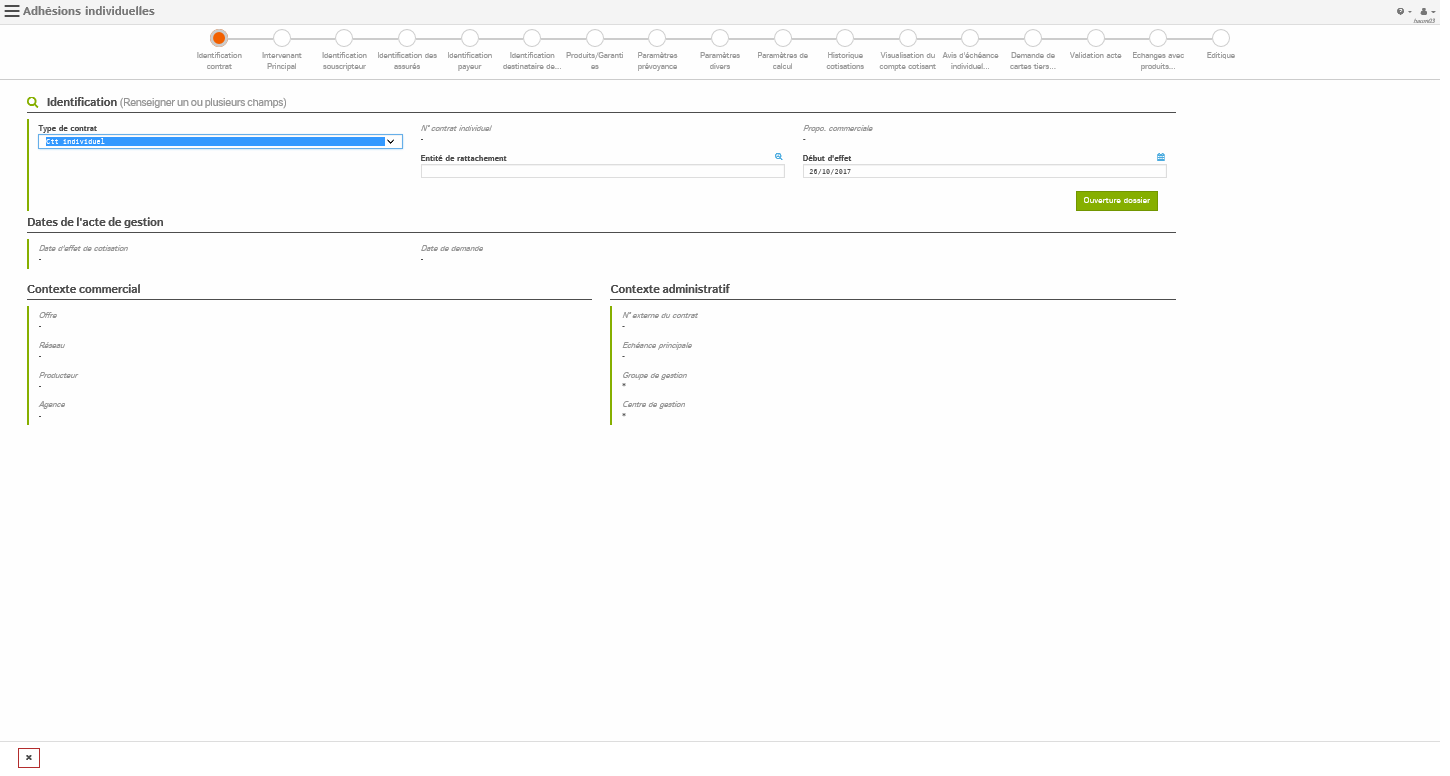 Adhésions individuelles
baum03
Identification contrat
Intervenant Principal
Identification souscripteur
Identification des assurés
Identification payeur
Identification destinataire de...
Produits/Garanti es
Paramètres prévoyance
Paramètres divers
Paramètres de calcul
Historique cotisations
Visualisation du compte cotisant
Avis d'échéance individuel...
Demande de cartes tiers...
Validation acte
Echanges avec produits...
Editique
Identification (Renseigner un ou plusieurs champs)
Type de contrat
Ctt individuel
N° contrat individuel
-
Propo. commerciale
-
Entité de rattachement
Début d'effet
26/10/2017
Ouverture dossier
Dates de l'acte de gestion
Date d'effet de cotisation
-
Date de demande
-
Contexte commercial
Offre
-
Réseau
-
Producteur
-
Agence
-
Contexte administratif
N° externe du contrat
-
Echéance principale
-
Groupe de gestion
*
Centre de gestion
*